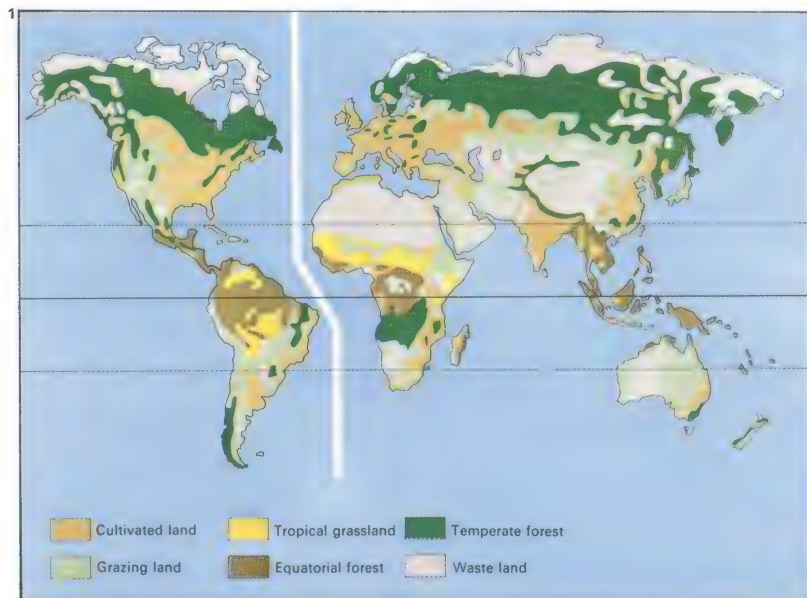 1
Cultivated land
Tropical grassland
Temperate forest
Grazing land
Equatorial forest
Waste land